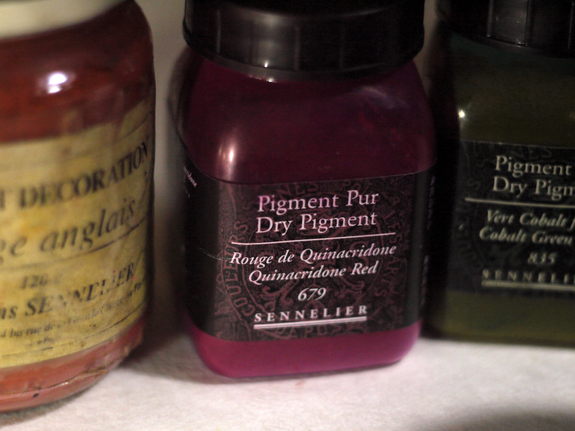 DECORATION
ge anglais
126
SENNELIER
Pigment Pur
Dry Pigment
Rouge de Quinacridone
Quinacridone Red
679
SENNELIER
Pigment
Dry Pigm
Vert Cobalt
Cobalt Green
835
SENNELIE